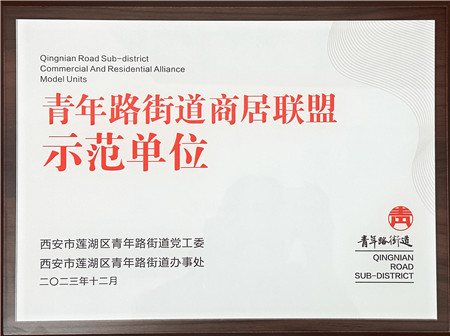 Qingnian Road Sub-district
Commercial And Residential Alliance
Model Units
青年路街道商居联盟
示范单位
西安市莲湖区青年路街道党工委
西安市莲湖区青年路街道办事处
二〇二三年十二月
青年路街道
QINGNIAN
ROAD
SUB-DISTRICT